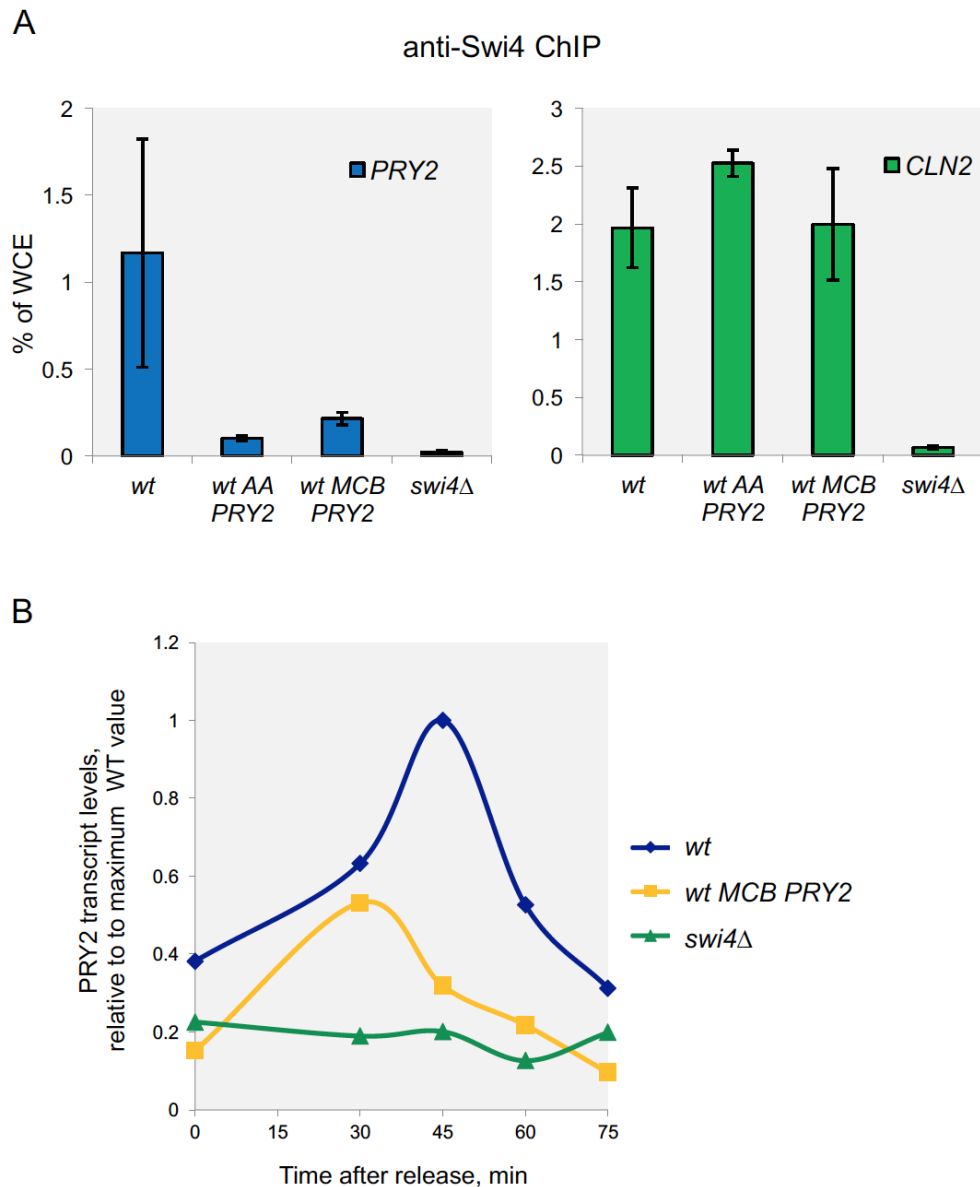 A
anti-Swi4 ChIP
% of WCE
2
1.5
1
0.5
0
PRY2
wt
wt AA
PRY2
wt MCB
PRY2
swi4Δ
3
2.5
2
1.5
1
0.5
0
CLN2
wt
wt AA
PRY2
wt MCB
PRY2
swi4Δ
B
PRY2 transcript levels,
relative to to maximum WT value
1.2
1
0.8
0.6
0.4
0.2
0
0 15 30 45 60 75
Time after release, min
wt
wt MCB PRY2
swi4Δ